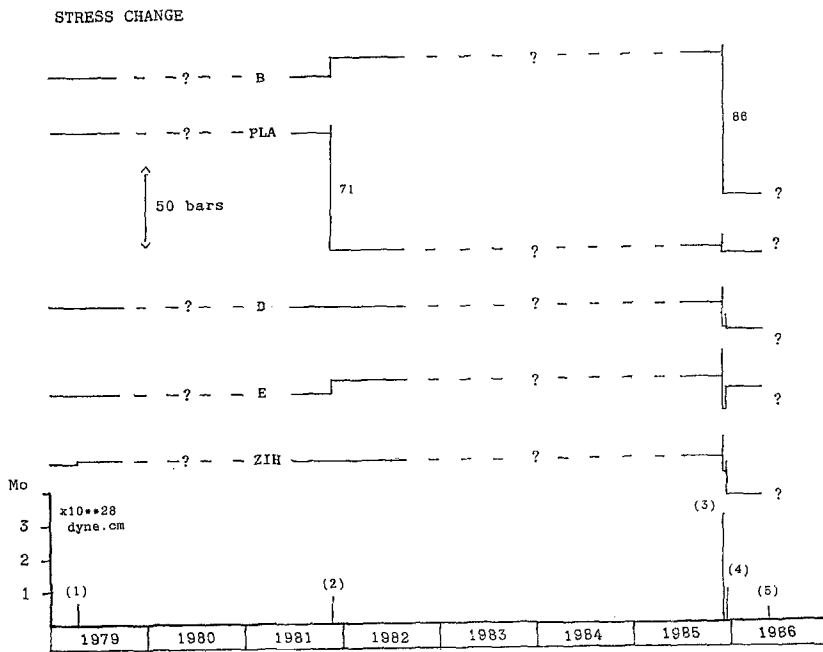 STRESS CHANGE
? B ?
PLA ? 86
50 bars 71 ?
? ?
? D ? ?
? E ? ?
? ZIH ? ?
Mo
x10**28
dyne.cm
(3)
3
2
(1) (2) (4)
1 (5)
1979 1980 1981 1982 1983 1984 1985 1986